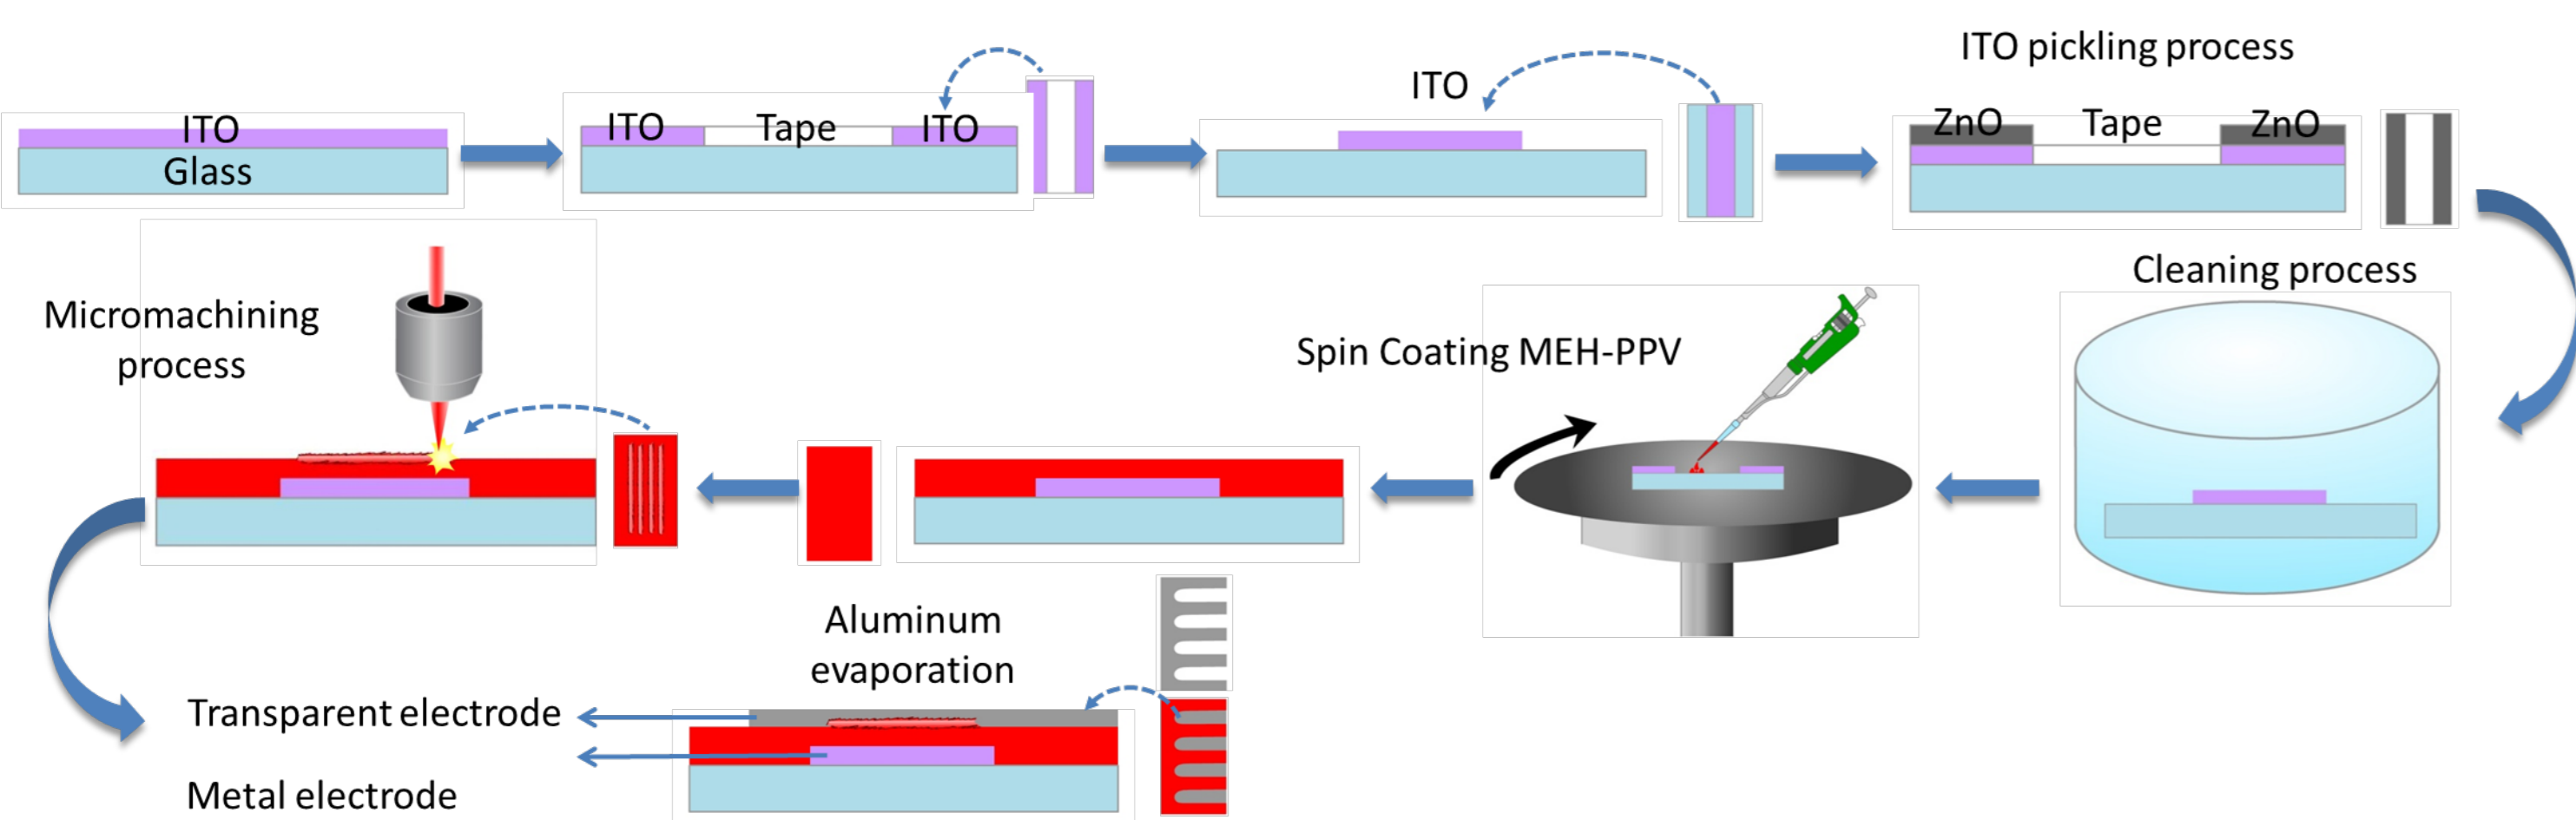 ITO
Glass
ITO Tape ITO
ITO
ITO pickling process
ZnO Tape ZnO
Cleaning process
Spin Coating MEH-PPV
Micromachining
process
Aluminum
evaporation
Transparent electrode
Metal electrode